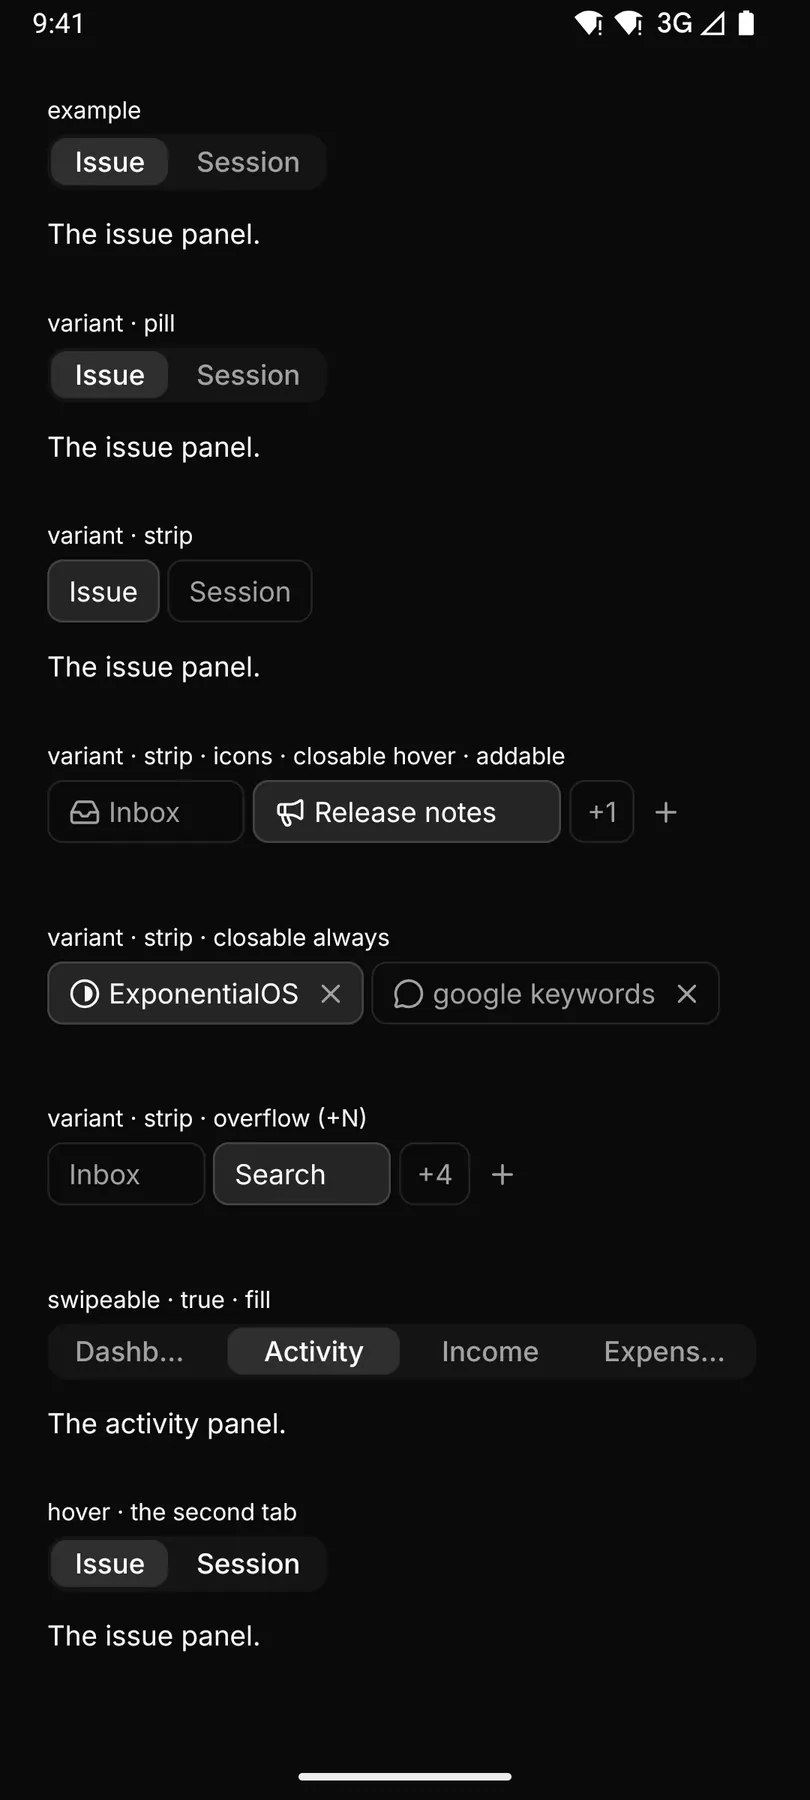 9:41 3G
example
Issue Session
The issue panel.
variant · pill
Issue Session
The issue panel.
variant · strip
Issue Session
The issue panel.
variant · strip · icons · closable hover · addable
Inbox Release notes +1 +
variant · strip · closable always
ExponentialOS google keywords
variant · strip · overflow (+N)
Inbox Search +4 +
swipeable · true · fill
Dashb... Activity Income Expens...
The activity panel.
hover · the second tab
Issue Session
The issue panel.